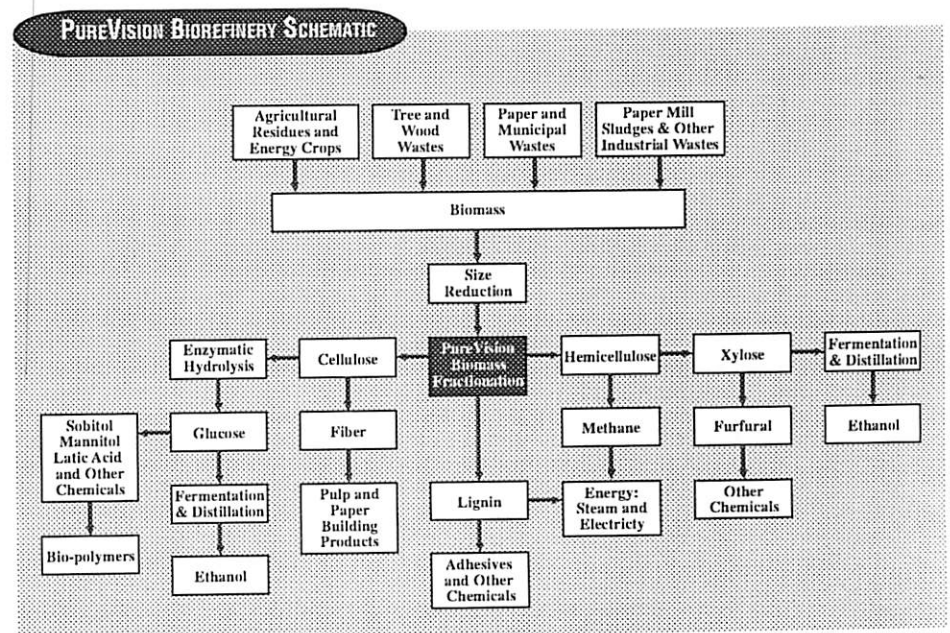 PUREVISION BIOREFINERY SCHEMATIC
Agricultural
Residues and
Energy Crops
Tree and
Wood
Wastes
Paper and
Municipal
Wastes
Paper Mill
Sludges & Other
Industrial Wastes
Biomass
Size
Reduction
Enzymatic
Hydrolysis
Cellulose
PureVision
Biomass
Fractionation
Hemicellulose
Xylose
Fermentation
& Distillation
Sobitol
Mannitol
Latic Acid
and Other
Chemicals
Glucose
Fiber
Methane
Furfural
Ethanol
Fermentation
& Distillation
Pulp and
Paper
Building
Products
Lignin
Energy:
Steam and
Electricty
Other
Chemicals
Bio-polymers
Ethanol
Adhesives
and Other
Chemicals